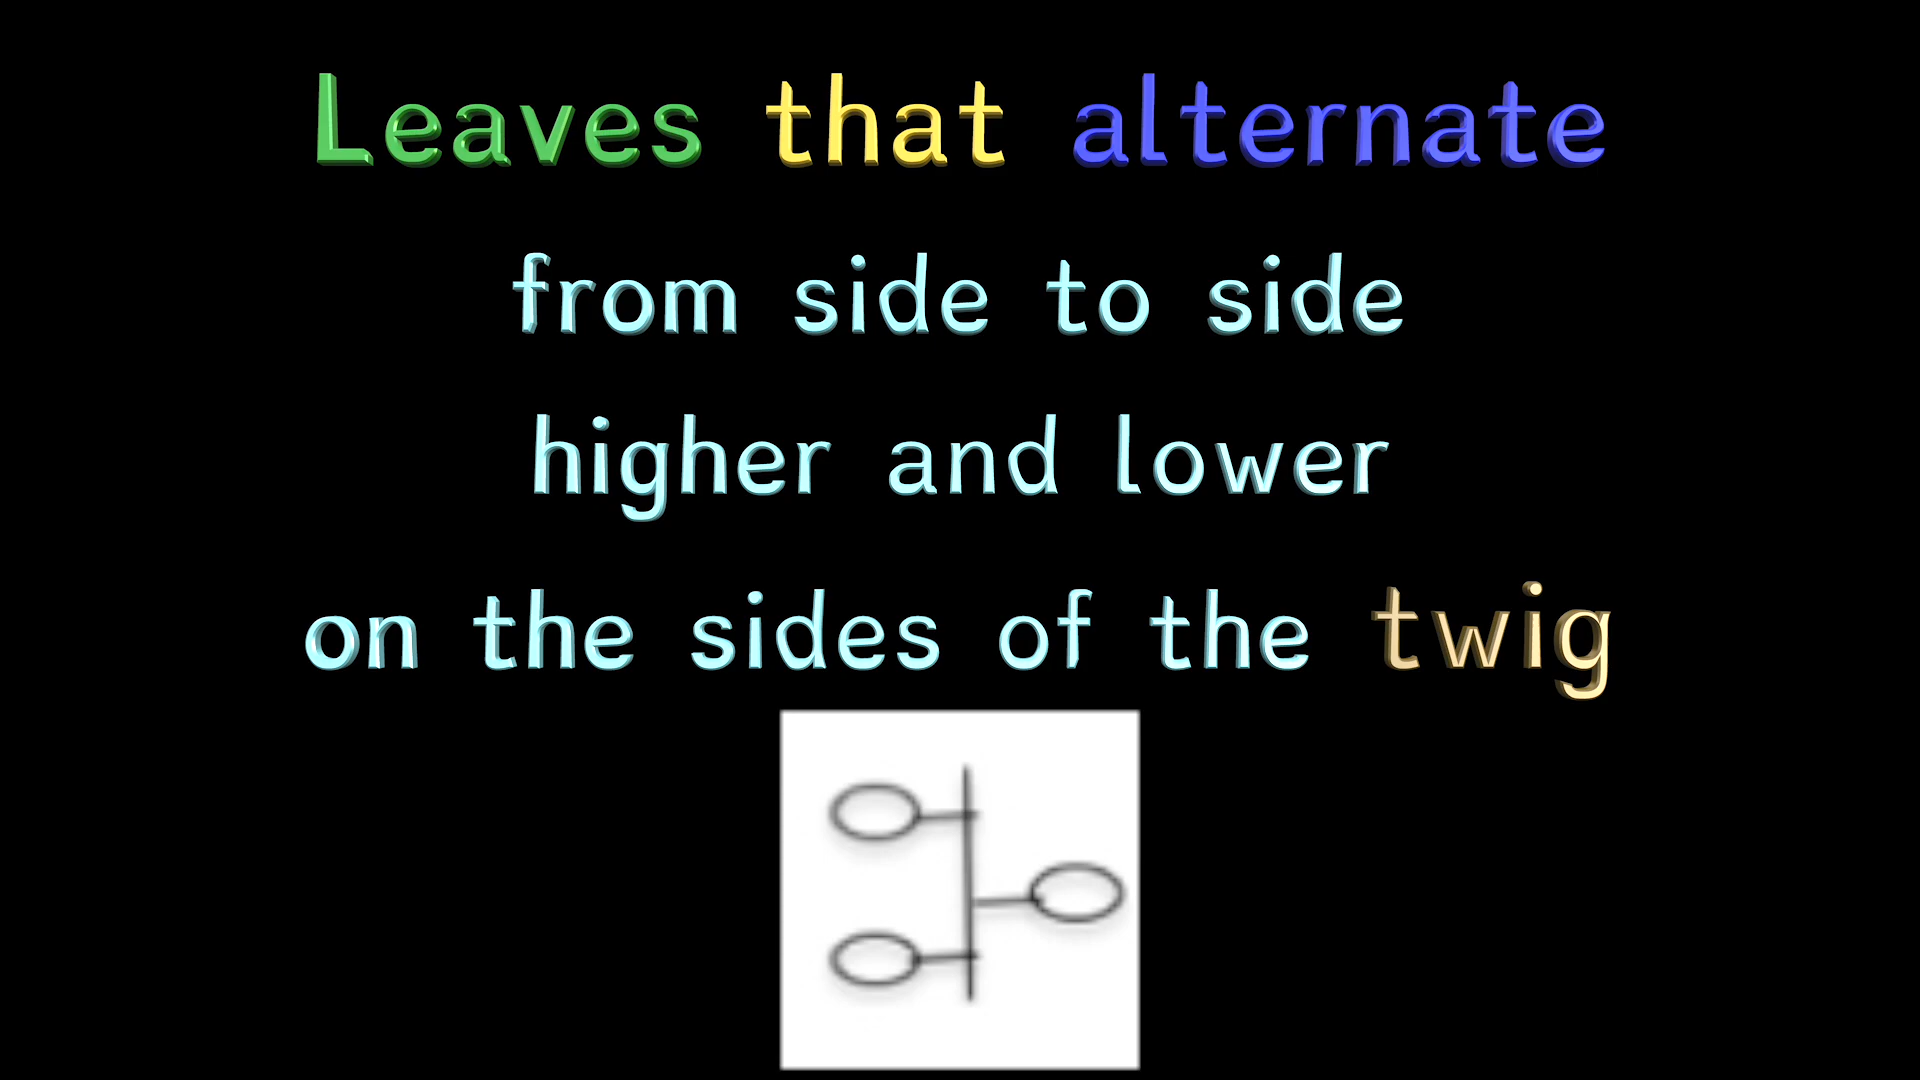 Leaves that alternate
from side to side
higher and lower
on the sides of the twig